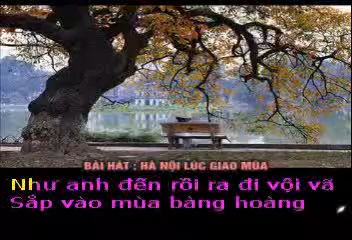 BÀI HÁT : HÀ NỘI LÚC GIAO MÙA
Như anh đến rồi ra đi vội vã
Sắp vào mùa bàng hoàng